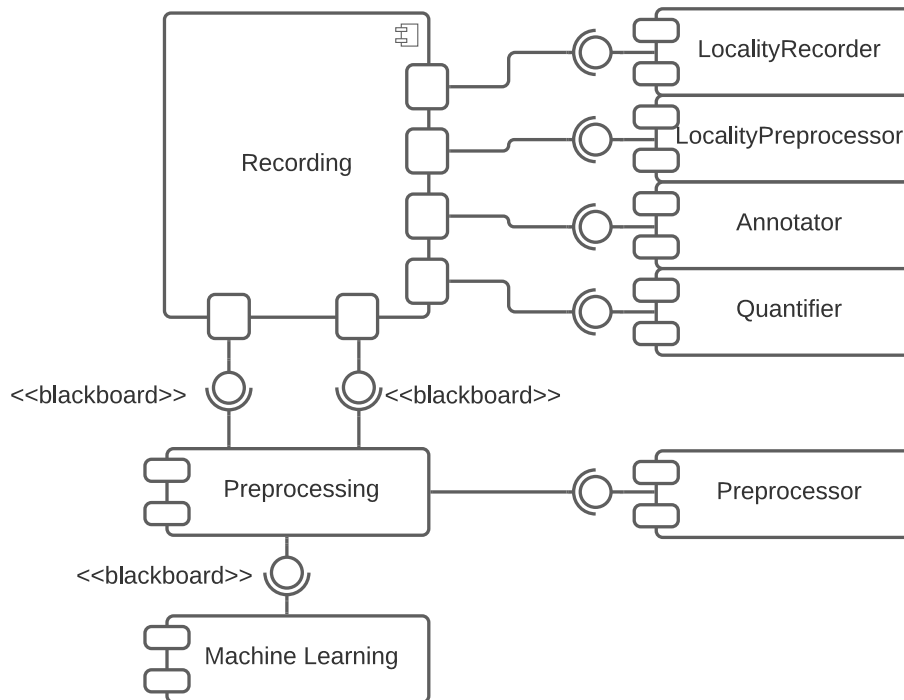 LocalityRecorder
LocalityPreprocessor
Recording
Annotator
Quantifier
<<blackboard>>
<<blackboard>>
Preprocessing
Preprocessor
<<blackboard>>
Machine Learning